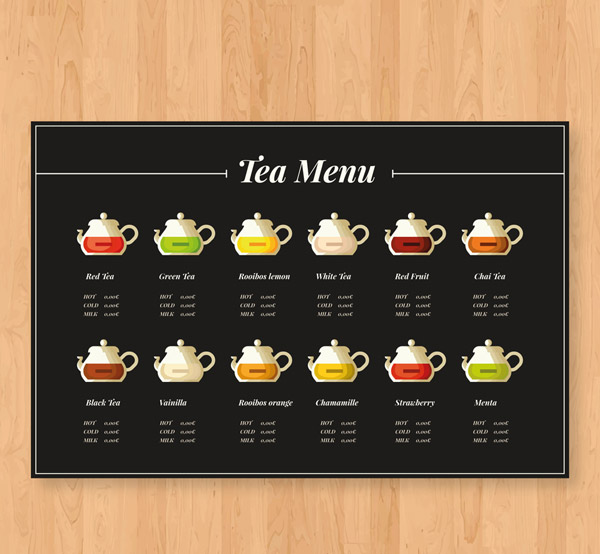 Tea Menu
Red Tea Green Tea Rooibos lemon White Tea Red Fruit Chai Tea
HOT 0,00€ HOT 0,00€ HOT 0,00€ HOT 0,00€ HOT 0,00€ HOT 0,00€
COLD 0,00€ COLD 0,00€ COLD 0,00€ COLD 0,00€ COLD 0,00€ COLD 0,00€
MILK 0,00€ MILK 0,00€ MILK 0,00€ MILK 0,00€ MILK 0,00€ MILK 0,00€
Black Tea Vainilla Rooibos orange Chamamille Strawberry Menta
HOT 0,00€ HOT 0,00€ HOT 0,00€ HOT 0,00€ HOT 0,00€ HOT 0,00€
COLD 0,00€ COLD 0,00€ COLD 0,00€ COLD 0,00€ COLD 0,00€ COLD 0,00€
MILK 0,00€ MILK 0,00€ MILK 0,00€ MILK 0,00€ MILK 0,00€ MILK 0,00€